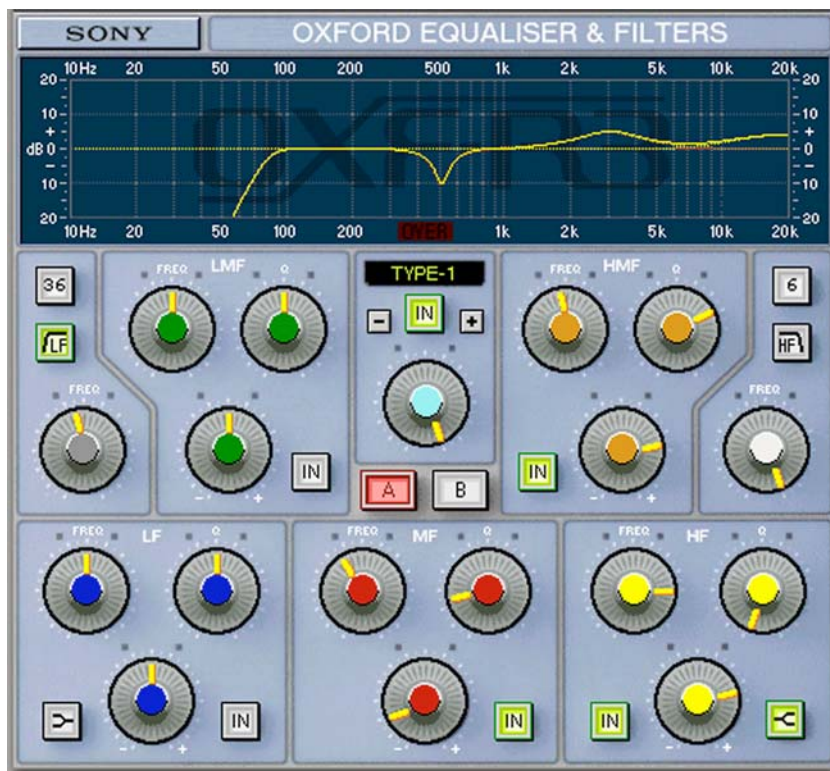 SONY OXFORD EQUALISER & FILTERS
10Hz 20 50 100 200 500 1k 2k 5k 10k 20k
20 20
10 10
+ +
dB 0 0
- -
10 10
20 20
10Hz 20 50 100 200 OVER 1k 2k 5k 10k 20k
36 FREQ LMF Q TYPE-1 FREQ HMF Q 6
LF - IN + HF
FREQ - + IN IN - + FREQ
A B
FREQ LF Q FREQ MF Q FREQ HF Q
- + IN - + IN IN - +